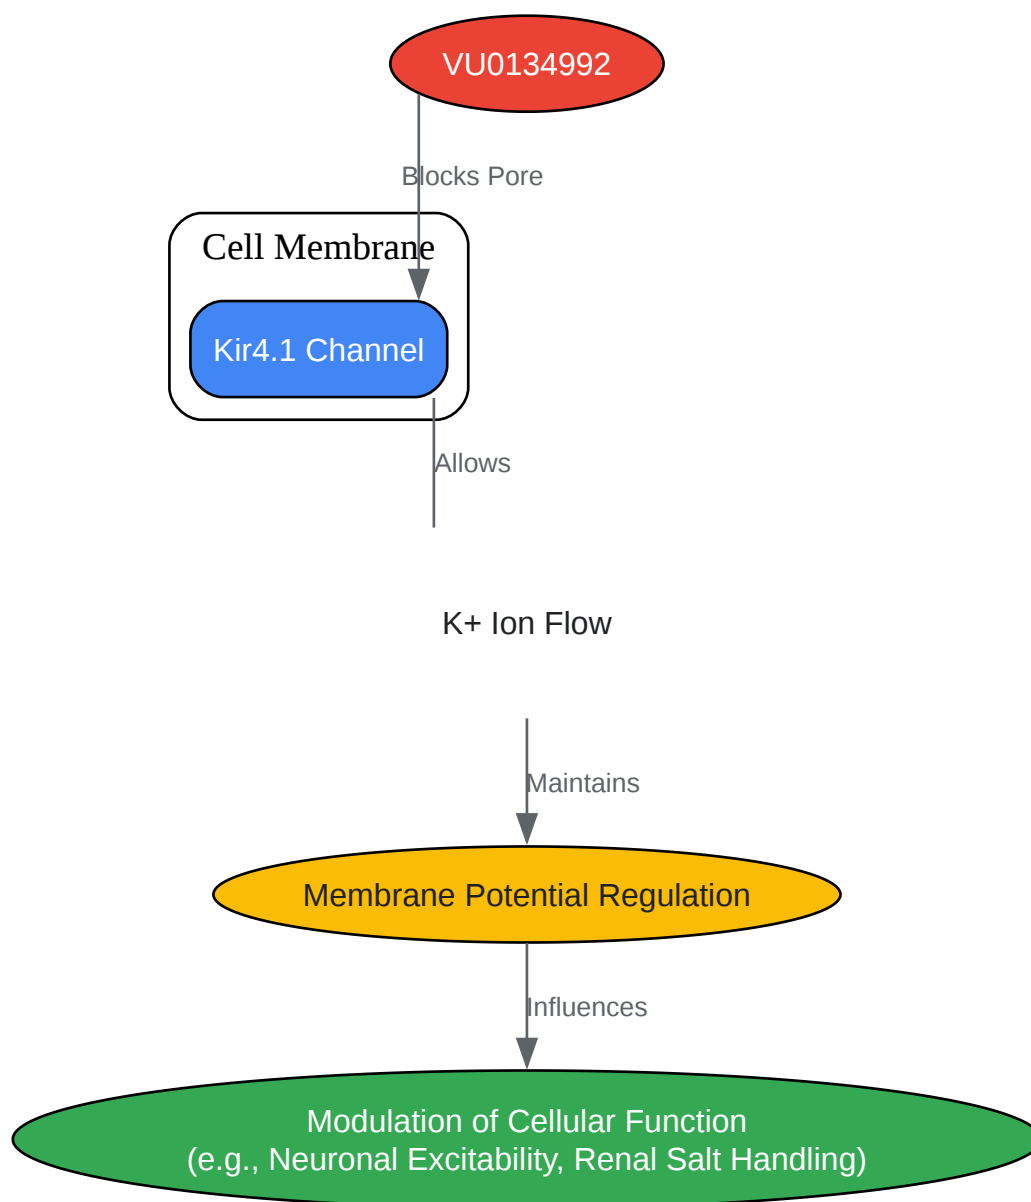 VU0134992
Blocks Pore
Cell Membrane
Kir4.1 Channel
Allows
K+ Ion Flow
Maintains
Membrane Potential Regulation
Influences
Modulation of Cellular Function
(e.g., Neuronal Excitability, Renal Salt Handling)